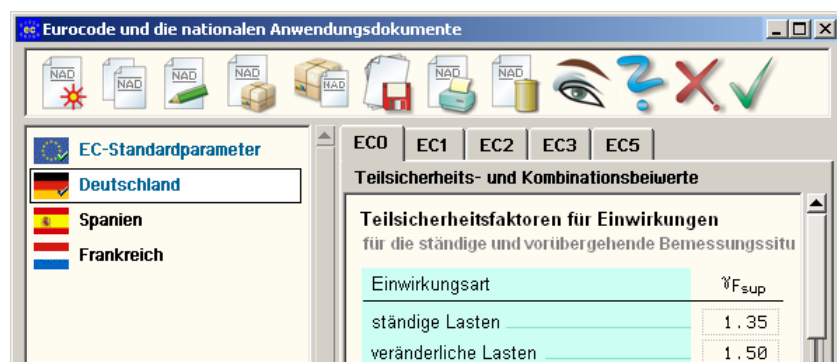 Eurocode und die nationalen Anwendungsdokumente
NAD NAD NAD NAD NAD NAD NAD
EC-Standardparameter
Deutschland
Spanien
Frankreich
EC0 EC1 EC2 EC3 EC5
Teilsicherheits- und Kombinationsbeiwerte
Teilsicherheitsfaktoren für Einwirkungen
für die ständige und vorübergehende Bemessungssitu
Einwirkungsart γFsup
ständige Lasten 1.35
veränderliche Lasten 1.50